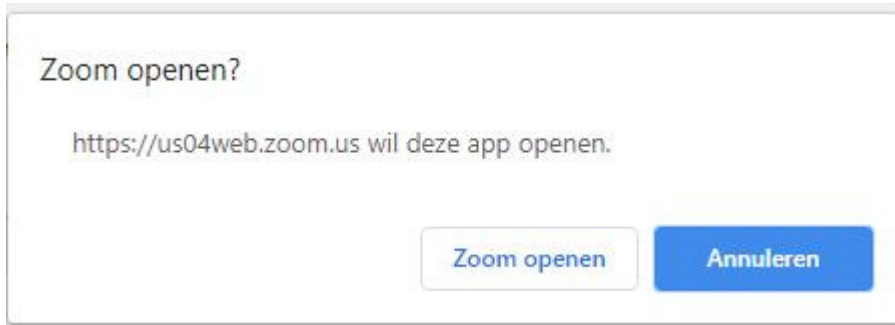 Zoom openen?
https://us04web.zoom.us wil deze app openen.
Zoom openen
Annuleren